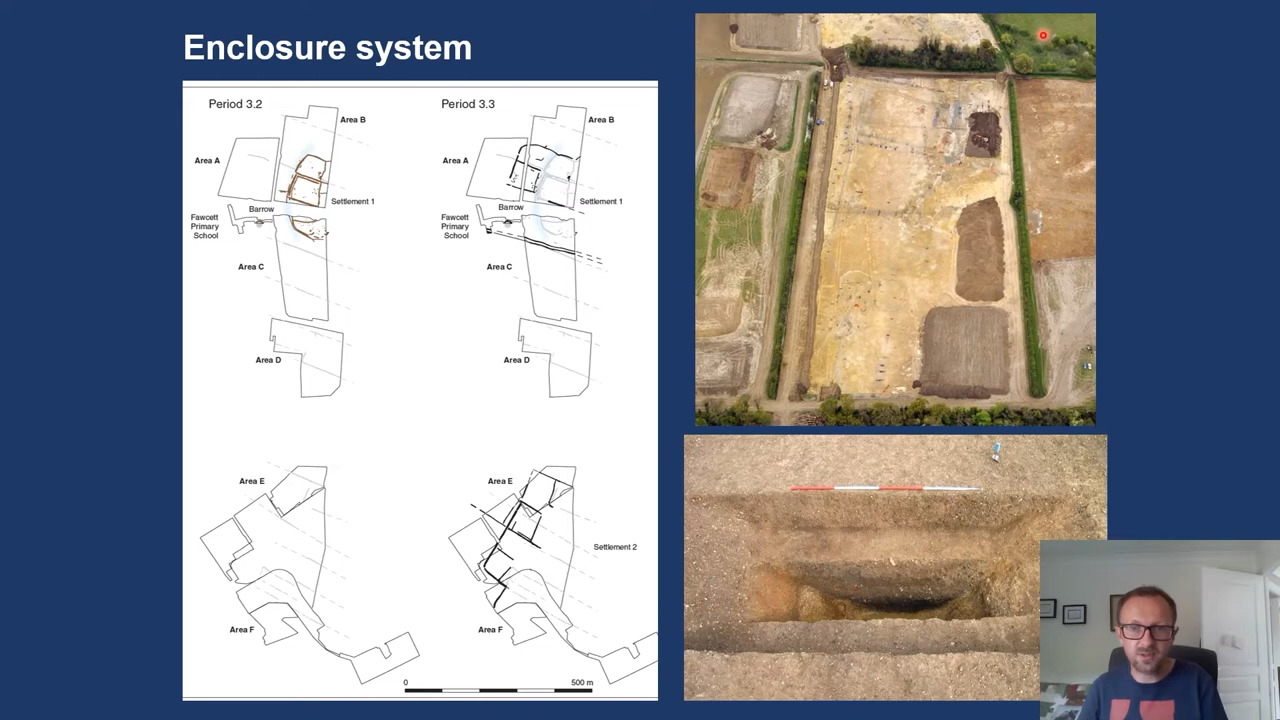 Enclosure system
Period 3.2
Area B
Area A
Settlement 1
Barrow
Fawcett
Primary
School
Area C
Area D
Area E
Area F
Period 3.3
Area B
Area A
Settlement 1
Barrow
Fawcett
Primary
School
Area C
Area D
Area E
Settlement 2
Area F
0
500 m